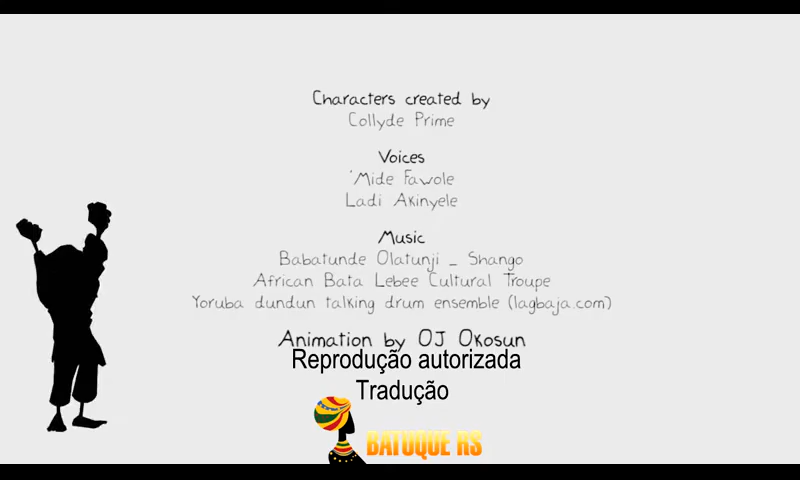 Characters created by
Collyde Prime
Voices
'Mide Fawole
Ladi Akinyele
Music
Babatunde Olatunji _ Shango
African Bata Lebee Cultural Troupe
Yoruba dundun talking drum ensemble (lagbaja.com)
Animation by OJ Okosun
Reprodução autorizada
Tradução
BATUQUE RS